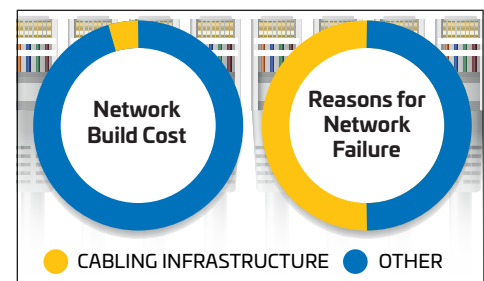 Network
Build Cost
Reasons for
Network
Failure
CABLING INFRASTRUCTURE
OTHER